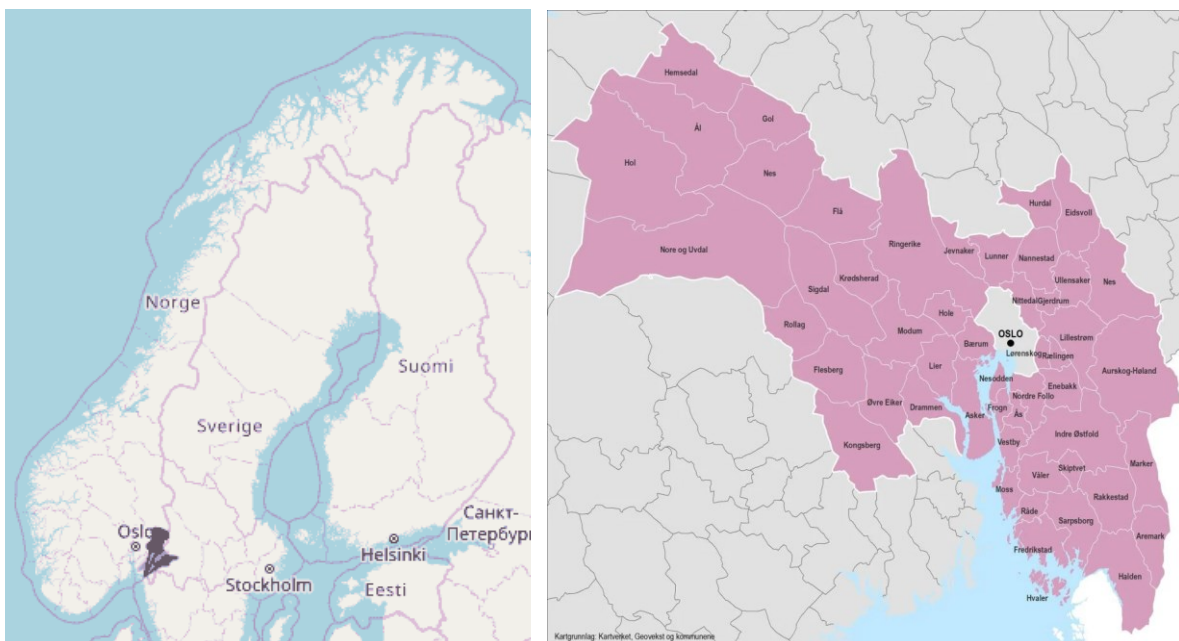 Norge
Suomi
Sverige
Oslo
Helsinki
Санкт-
Петербург
Stockholm
Eesti
Hemsedal
Ål
Gol
Hol
Nes
Flå
Hurdal
Eidsvoll
Nore og Uvdal
Ringerike
Jevnaker
Lunner
Nannestad
Krødsherad
Sigdal
Ullensaker
Nes
Nittedal
Gjerdrum
Hole
Rollag
Modum
OSLO
Bærum
Lillestrøm
Lørenskog
Rælingen
Flesberg
Lier
Aurskog-Høland
Nesodden
Enebakk
Nordre Follo
Øvre Eiker
Drammen
Asker
Frogn
Ås
Kongsberg
Vestby
Indre Østfold
Marker
Skiptvet
Våler
Moss
Rakkestad
Råde
Sarpsborg
Aremark
Fredrikstad
Halden
Hvaler
Kartgrunnlag: Kartverket, Geovekst og kommunene